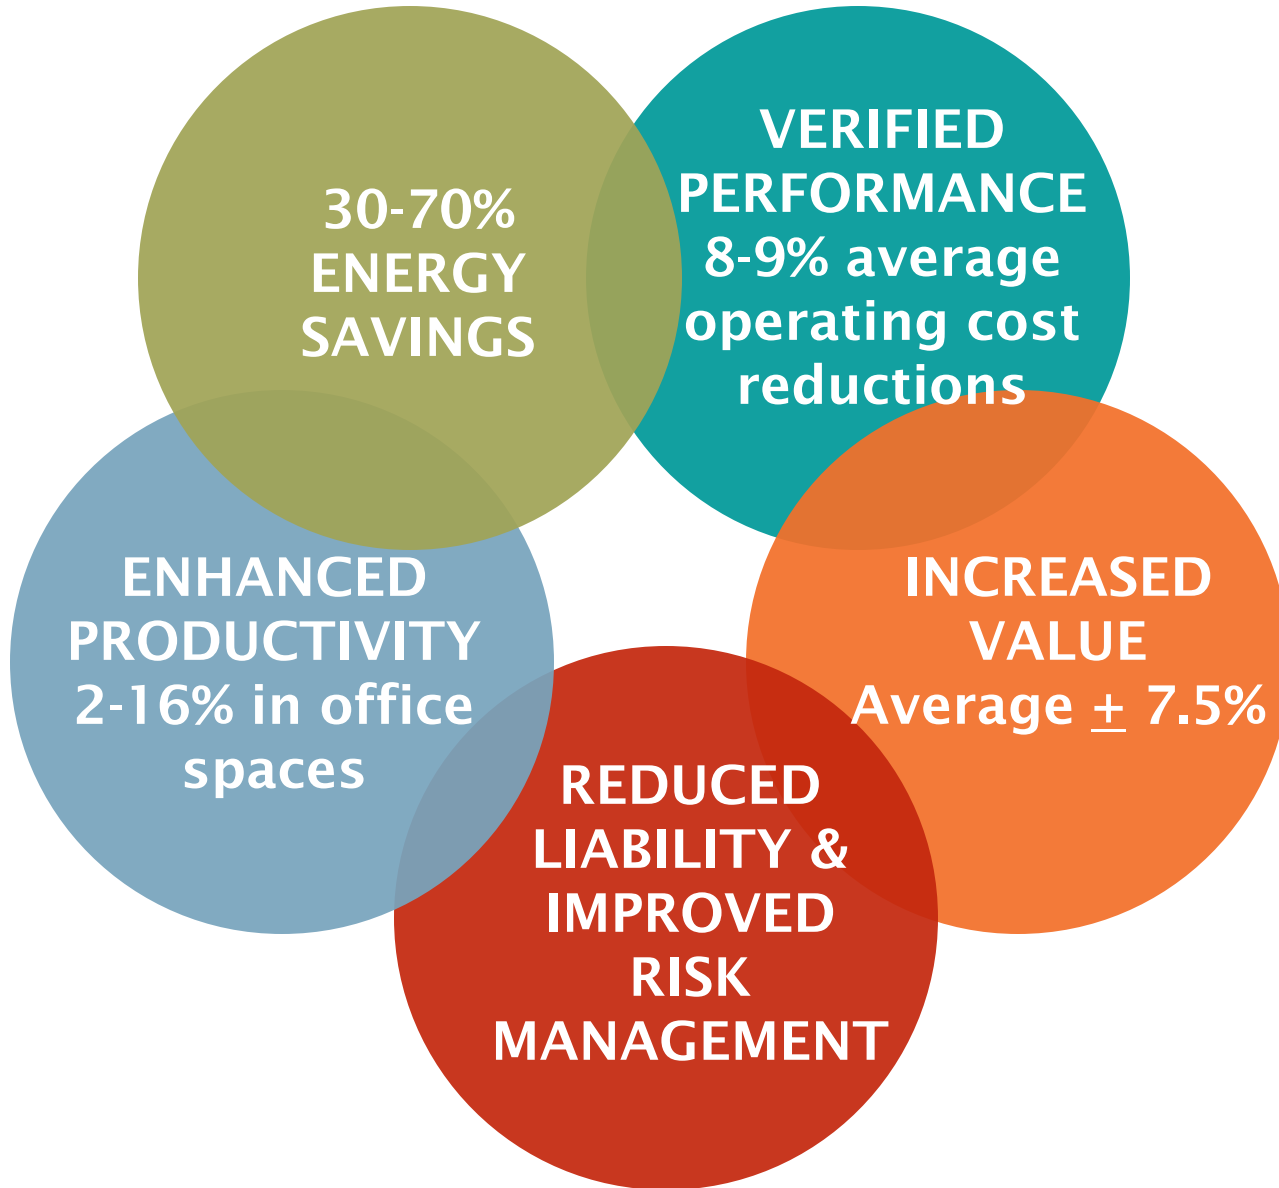 30-70%
ENERGY
SAVINGS
VERIFIED
PERFORMANCE
8-9% average
operating cost
reductions
ENHANCED
PRODUCTIVITY
2-16% in office
spaces
INCREASED
VALUE
Average ± 7.5%
REDUCED
LIABILITY &
IMPROVED
RISK
MANAGEMENT